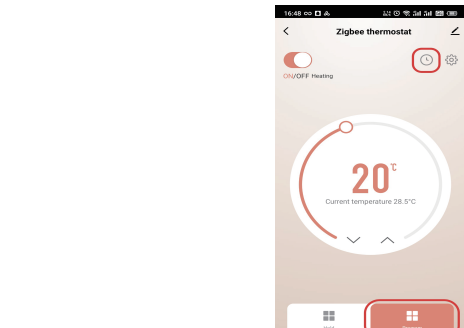 16:48
Zigbee thermostat
ON/OFF Heating
20℃
Current temperature 28.5°C